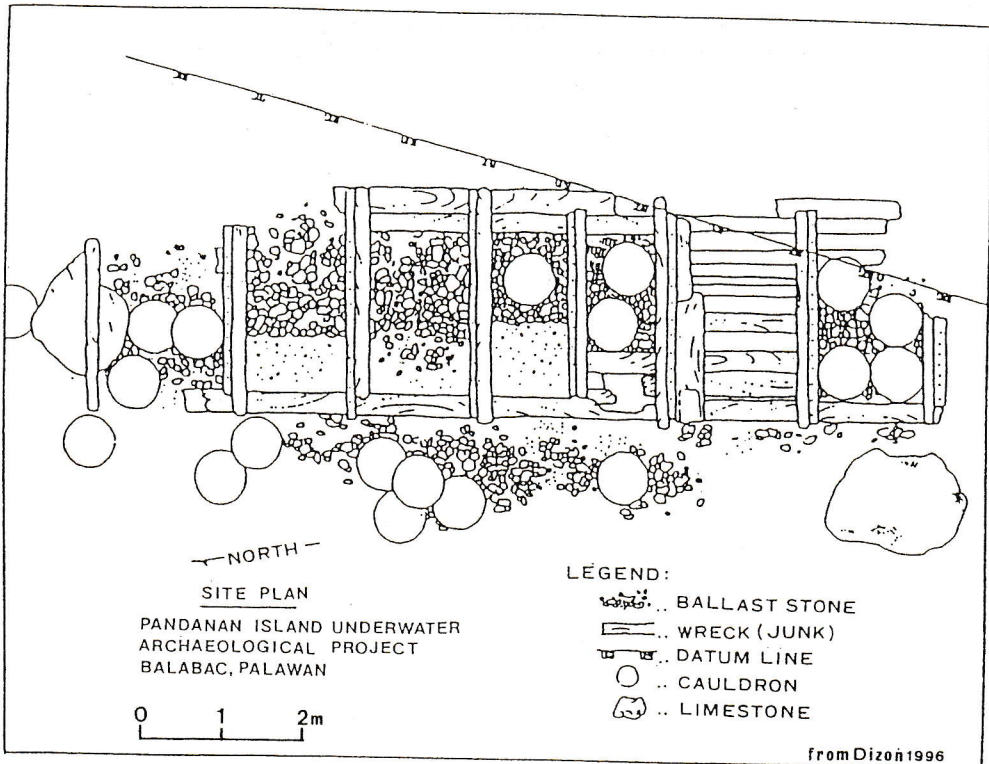 NORTH
SITE PLAN
PANDANAN ISLAND UNDERWATER
ARCHAEOLOGICAL PROJECT
BALABAC, PALAWAN
0 1 2m
LEGEND:
.. BALLAST STONE
.. WRECK (JUNK)
.. DATUM LINE
.. CAULDRON
.. LIMESTONE
from Dizon 1996